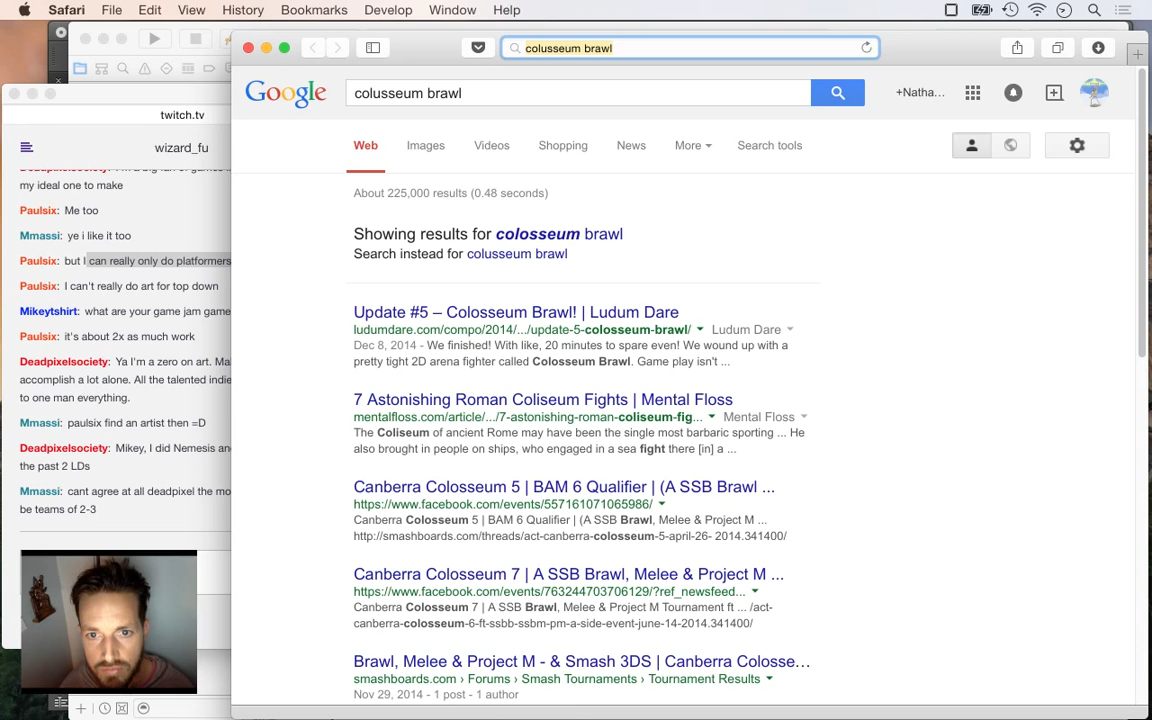 Safari File Edit View History Bookmarks Develop Window Help
colusseum brawl
twitch.tv
wizard_fu
my ideal one to make
Paulsix: Me too
Mmassi: ye i like it too
Paulsix: but I can really only do platformers
Paulsix: I can't really do art for top down
Mikeytshirt: what are your game jam game
Paulsix: it's about 2x as much work
Deadpixelsociety: Ya I'm a zero on art.
accomplish a lot alone. All the talented indie
to one man everything.
Mmassi: paulsix find an artist then =D
Deadpixelsociety: Mikey, I did Nemesis
the past 2 LDs
Mmassi: cant agree at all deadpixel the
be teams of 2-3
Google colusseum brawl +Natha...
Web Images Videos Shopping News More Search tools
About 225,000 results (0.48 seconds)
Showing results for colosseum brawl
Search instead for colusseum brawl
Update #5 – Colosseum Brawl! | Ludum Dare
ludumdare.com/compo/2014/.../update-5-colosseum-brawl/ Ludum Dare
Dec 8, 2014 - We finished! With like, 20 minutes to spare even! We wound up with a
pretty tight 2D arena fighter called Colosseum Brawl. Game play isn't ...
7 Astonishing Roman Coliseum Fights | Mental Floss
mentalfloss.com/article/.../7-astonishing-roman-coliseum-fig... Mental Floss
The Coliseum of ancient Rome may have been the single most barbaric sporting ... He
also brought in people on ships, who engaged in a sea fight there [in] a ...
Canberra Colosseum 5 | BAM 6 Qualifier | (A SSB Brawl ...
https://www.facebook.com/events/557161071065986/
Canberra Colosseum 5 | BAM 6 Qualifier | (A SSB Brawl, Melee & Project M ...
http://smashboards.com/threads/act-canberra-colosseum-5-april-26- 2014.341400/
Canberra Colosseum 7 | A SSB Brawl, Melee & Project M ...
https://www.facebook.com/events/763244703706129/?ref_newsfeed...
Canberra Colosseum 7 | A SSB Brawl, Melee & Project M Tournament ft ... /act-
canberra-colosseum-6-ft-ssbb-ssbm-pm-a-side-event-june-14-2014.341400/
Brawl, Melee & Project M - & Smash 3DS | Canberra Colosse...
smashboards.com › Forums › Smash Tournaments › Tournament Results
Nov 29, 2014 - 1 post - 1 author